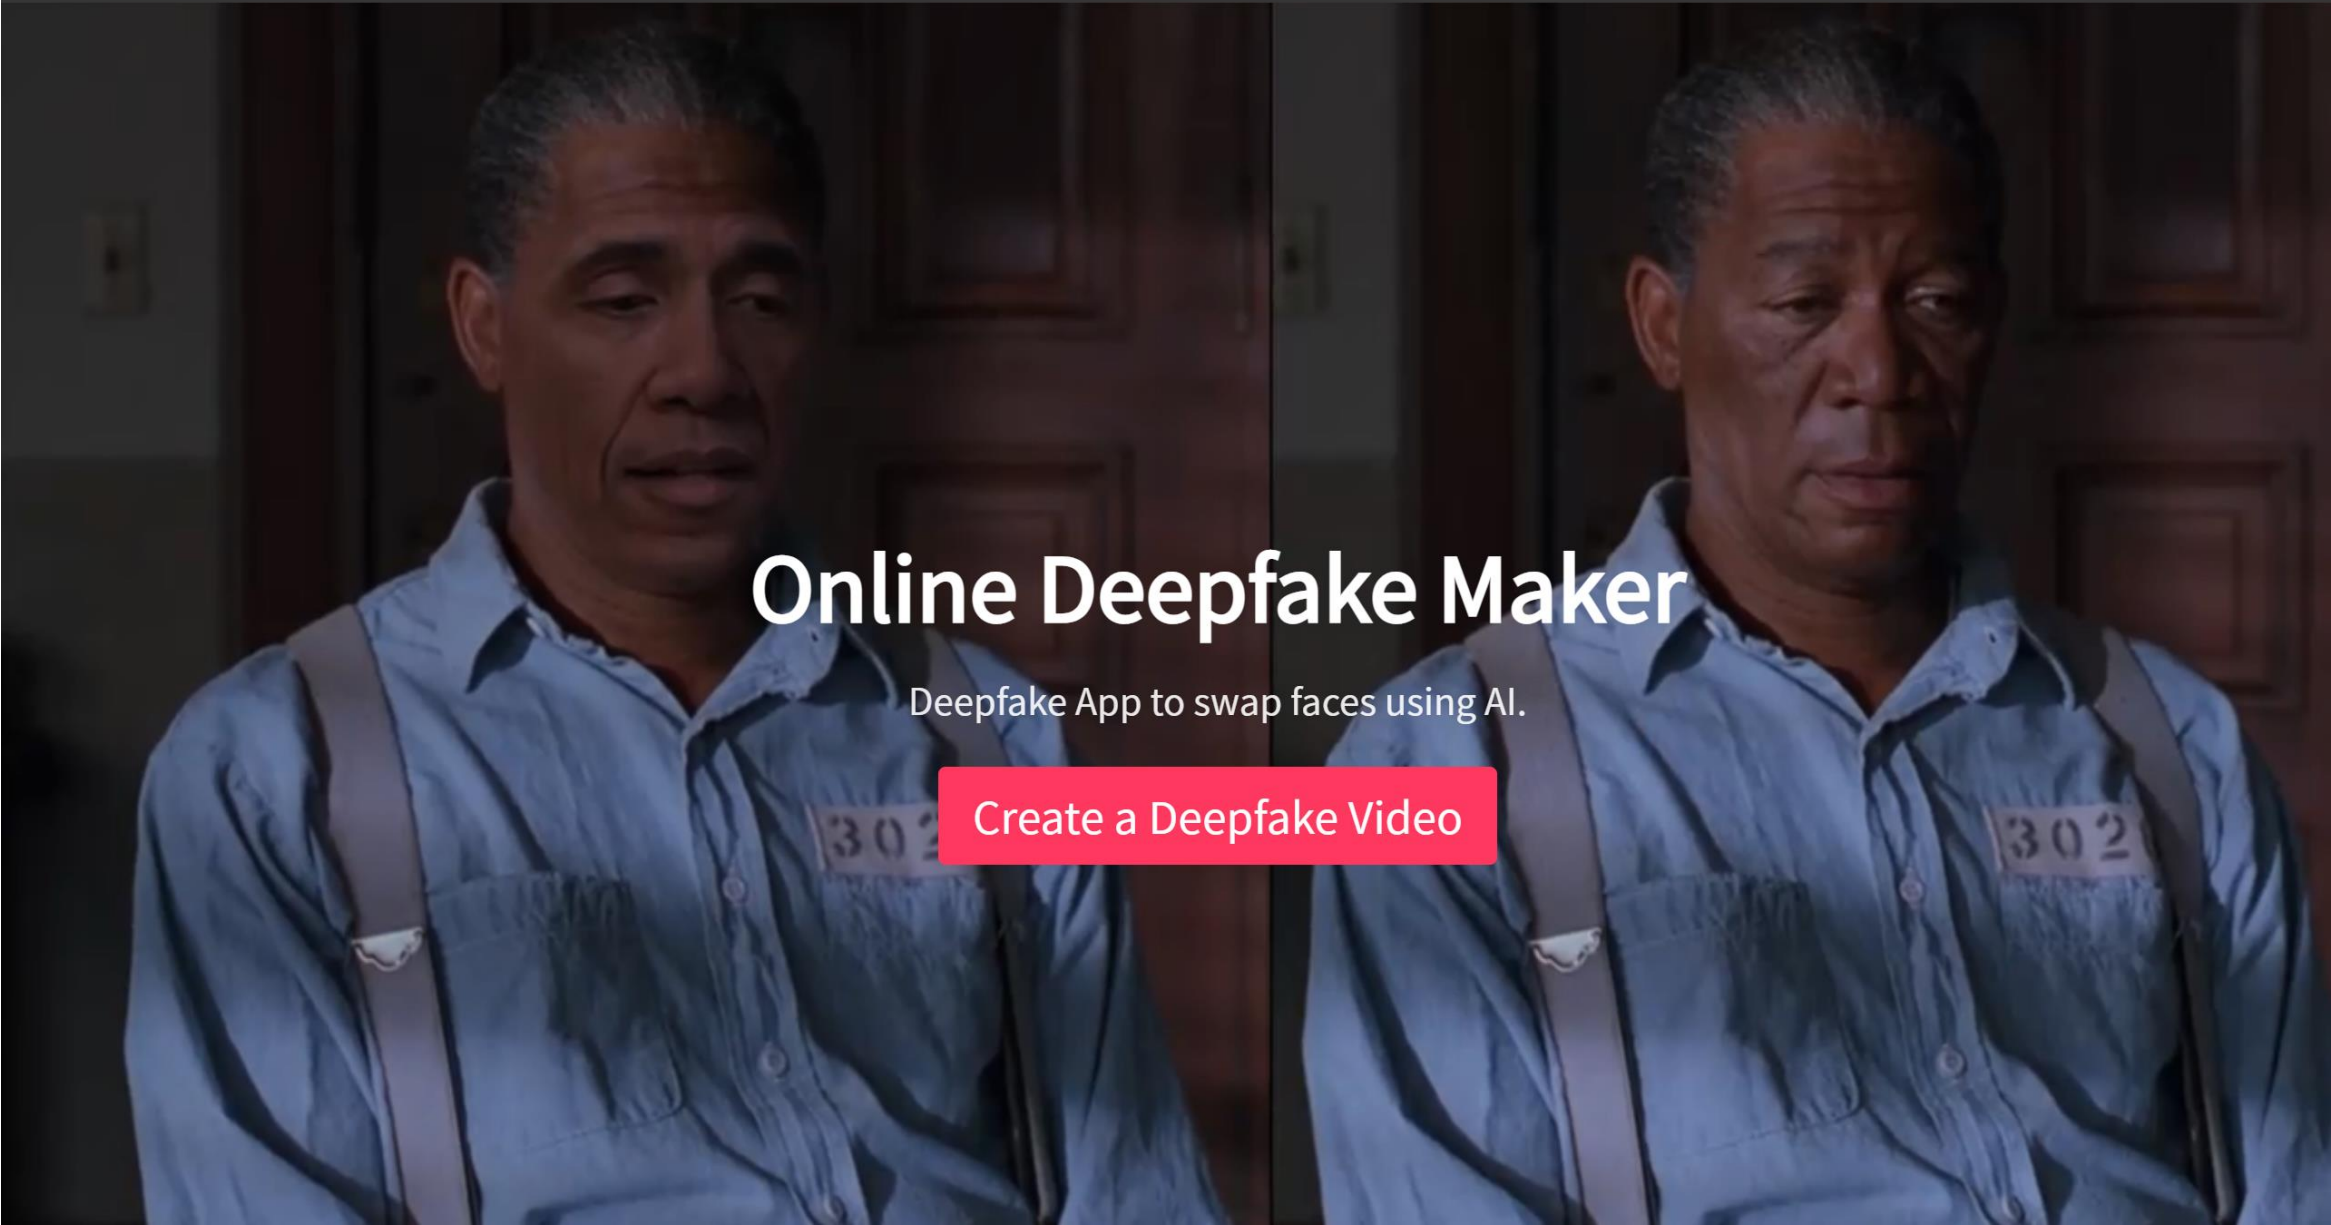 Online Deepfake Maker
Deepfake App to swap faces using AI.
302
Create a Deepfake Video
302